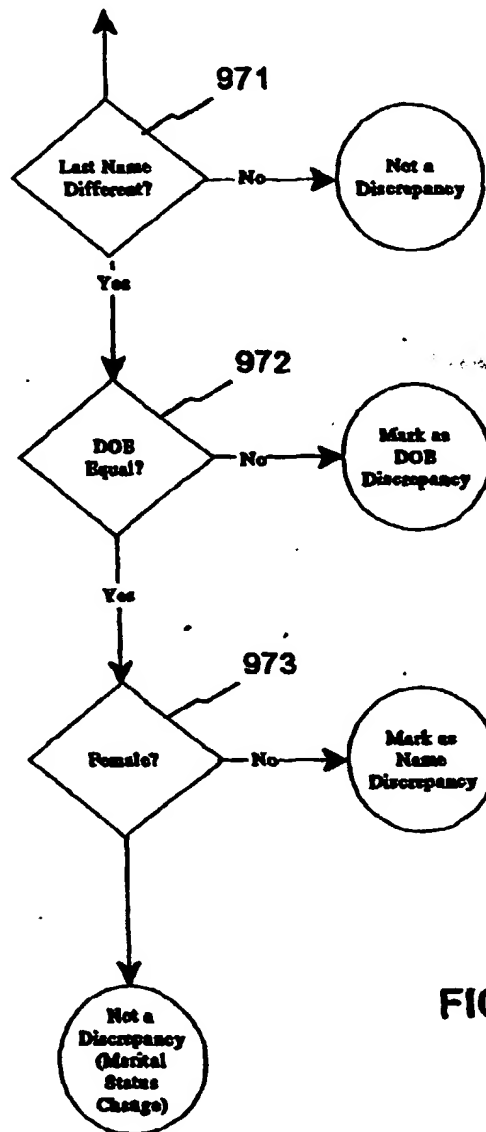 971
Last Name
Different?
No
Not a
Discrepancy
Yes
972
DOB
Equal?
No
Mark as
DOB
Discrepancy
Yes
973
Female?
No
Mark as
Name
Discrepancy
Not a
Discrepancy
(Marital
Status
Change)
FIG